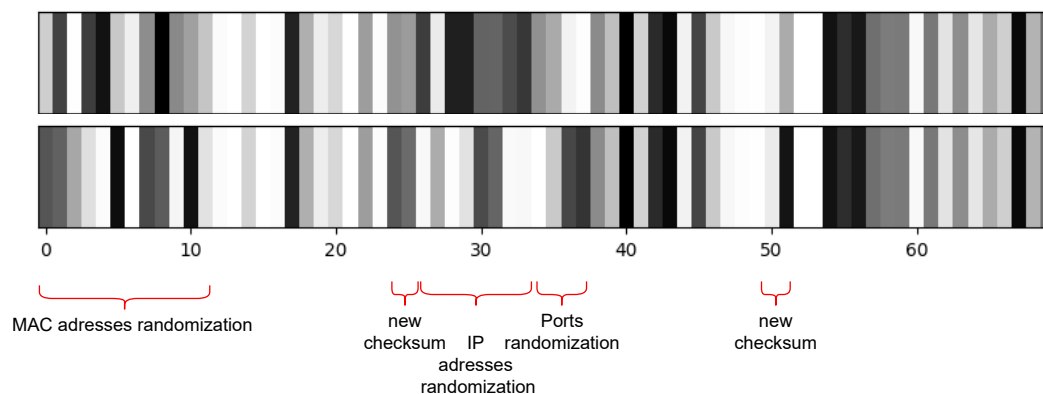 0 10 20 30 40 50 60
MAC adresses randomization
new
checksum
IP
adresses
randomization
Ports
randomization
new
checksum